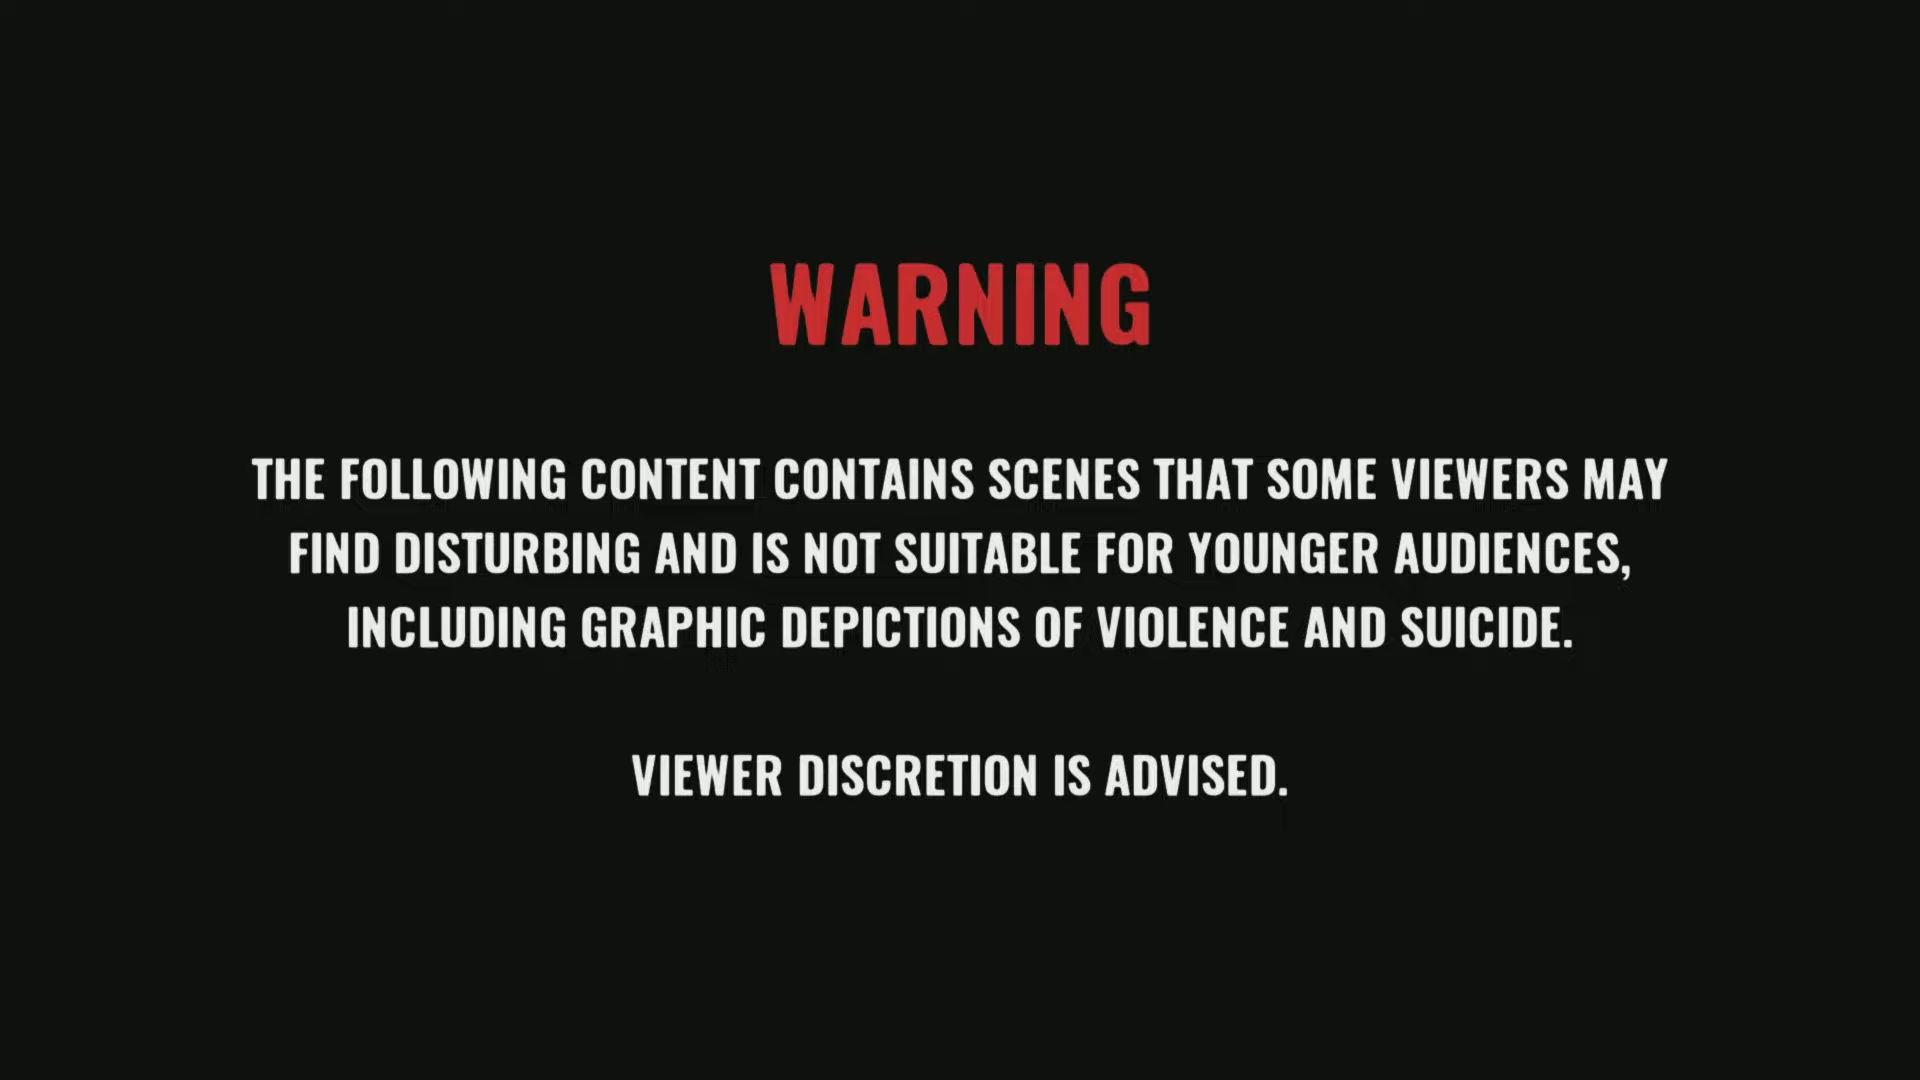 WARNING
THE FOLLOWING CONTENT CONTAINS SCENES THAT SOME VIEWERS MAY
FIND DISTURBING AND IS NOT SUITABLE FOR YOUNGER AUDIENCES,
INCLUDING GRAPHIC DEPICTIONS OF VIOLENCE AND SUICIDE.
VIEWER DISCRETION IS ADVISED.